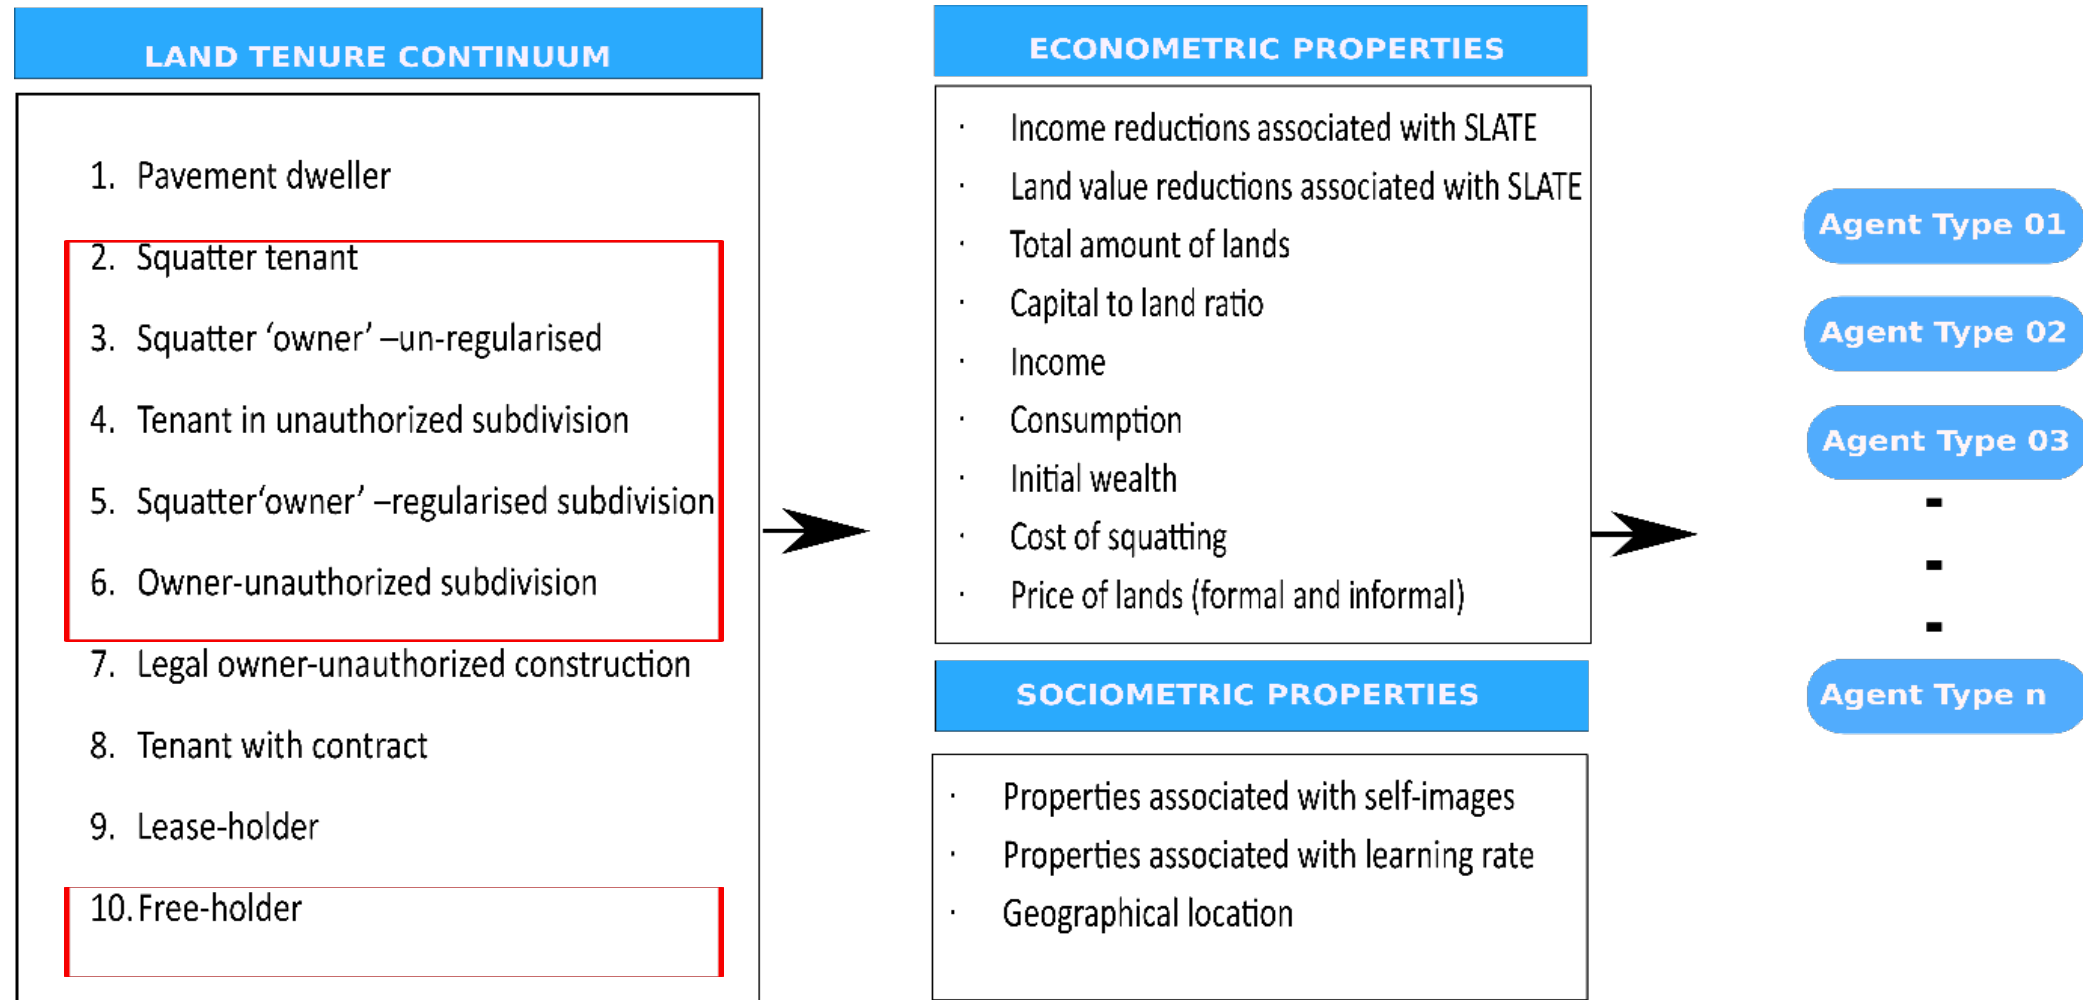 LAND TENURE CONTINUUM
1. Pavement dweller
2. Squatter tenant
3. Squatter ‘owner’ –un-regularised
4. Tenant in unauthorized subdivision
5. Squatter‘owner’ –regularised subdivision
6. Owner-unauthorized subdivision
7. Legal owner-unauthorized construction
8. Tenant with contract
9. Lease-holder
10. Free-holder
ECONOMETRIC PROPERTIES
· Income reductions associated with SLATE
· Land value reductions associated with SLATE
· Total amount of lands
· Capital to land ratio
· Income
· Consumption
· Initial wealth
· Cost of squatting
· Price of lands (formal and informal)
SOCIOMETRIC PROPERTIES
· Properties associated with self-images
· Properties associated with learning rate
· Geographical location
Agent Type 01
Agent Type 02
Agent Type 03
-
-
-
Agent Type n